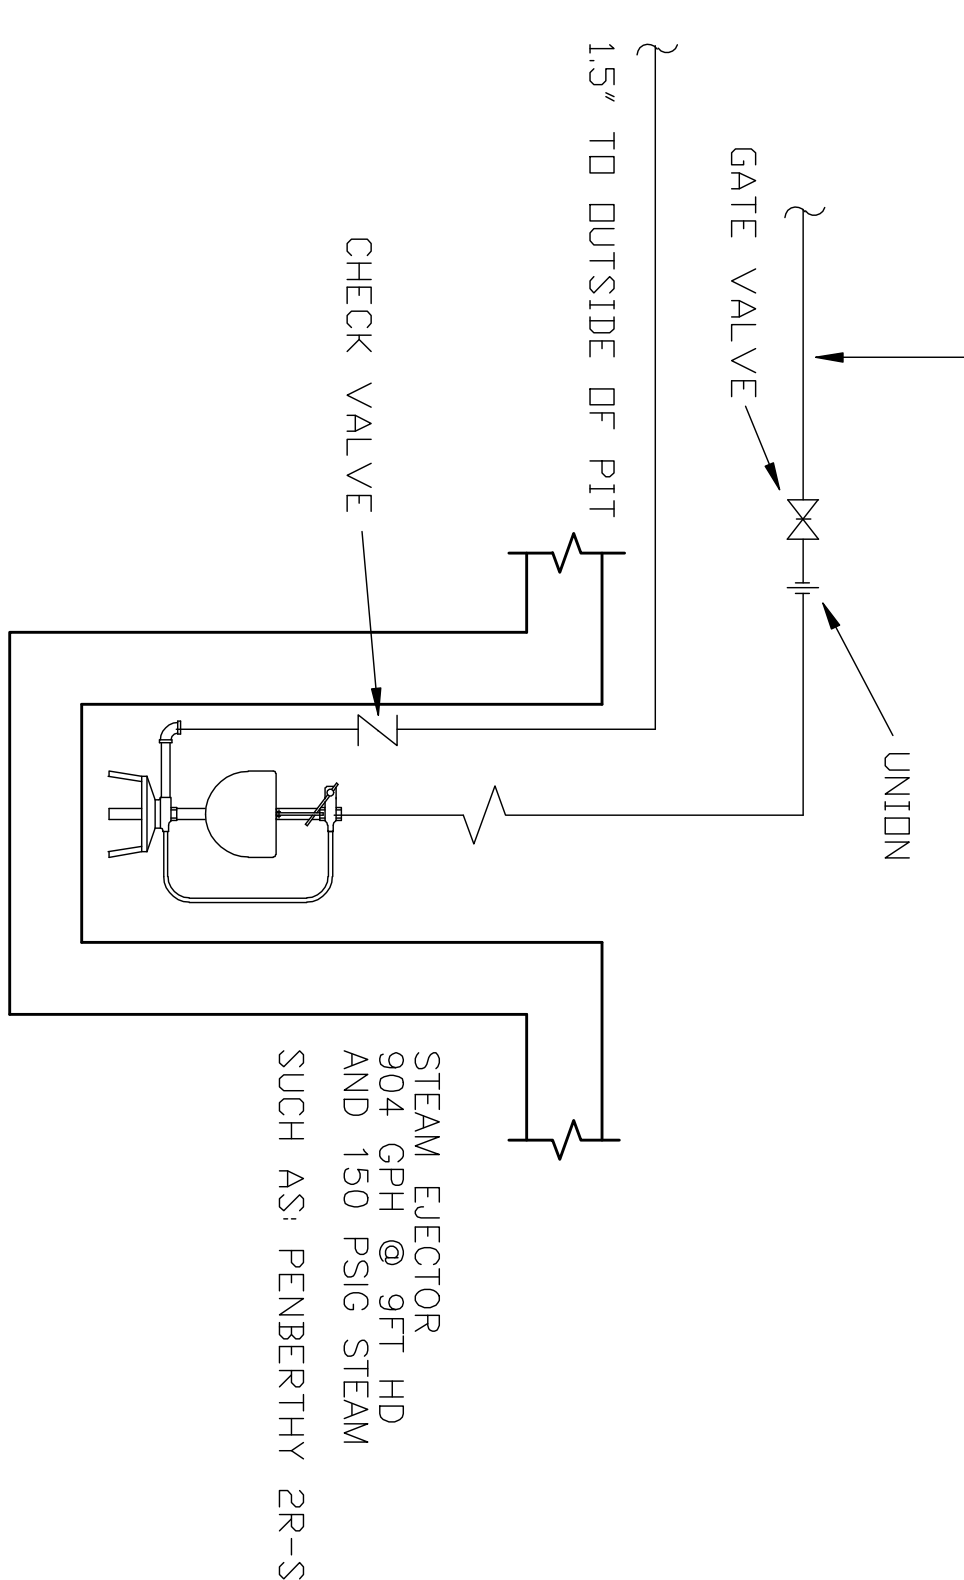 UNION
GATE VALVE
1.5" TO OUTSIDE OF PIT
CHECK VALVE
STEAM EJECTOR
904 GPH @ 9FT HD
AND 150 PSIG STEAM
SUCH AS: PENBERTHY 2R-S